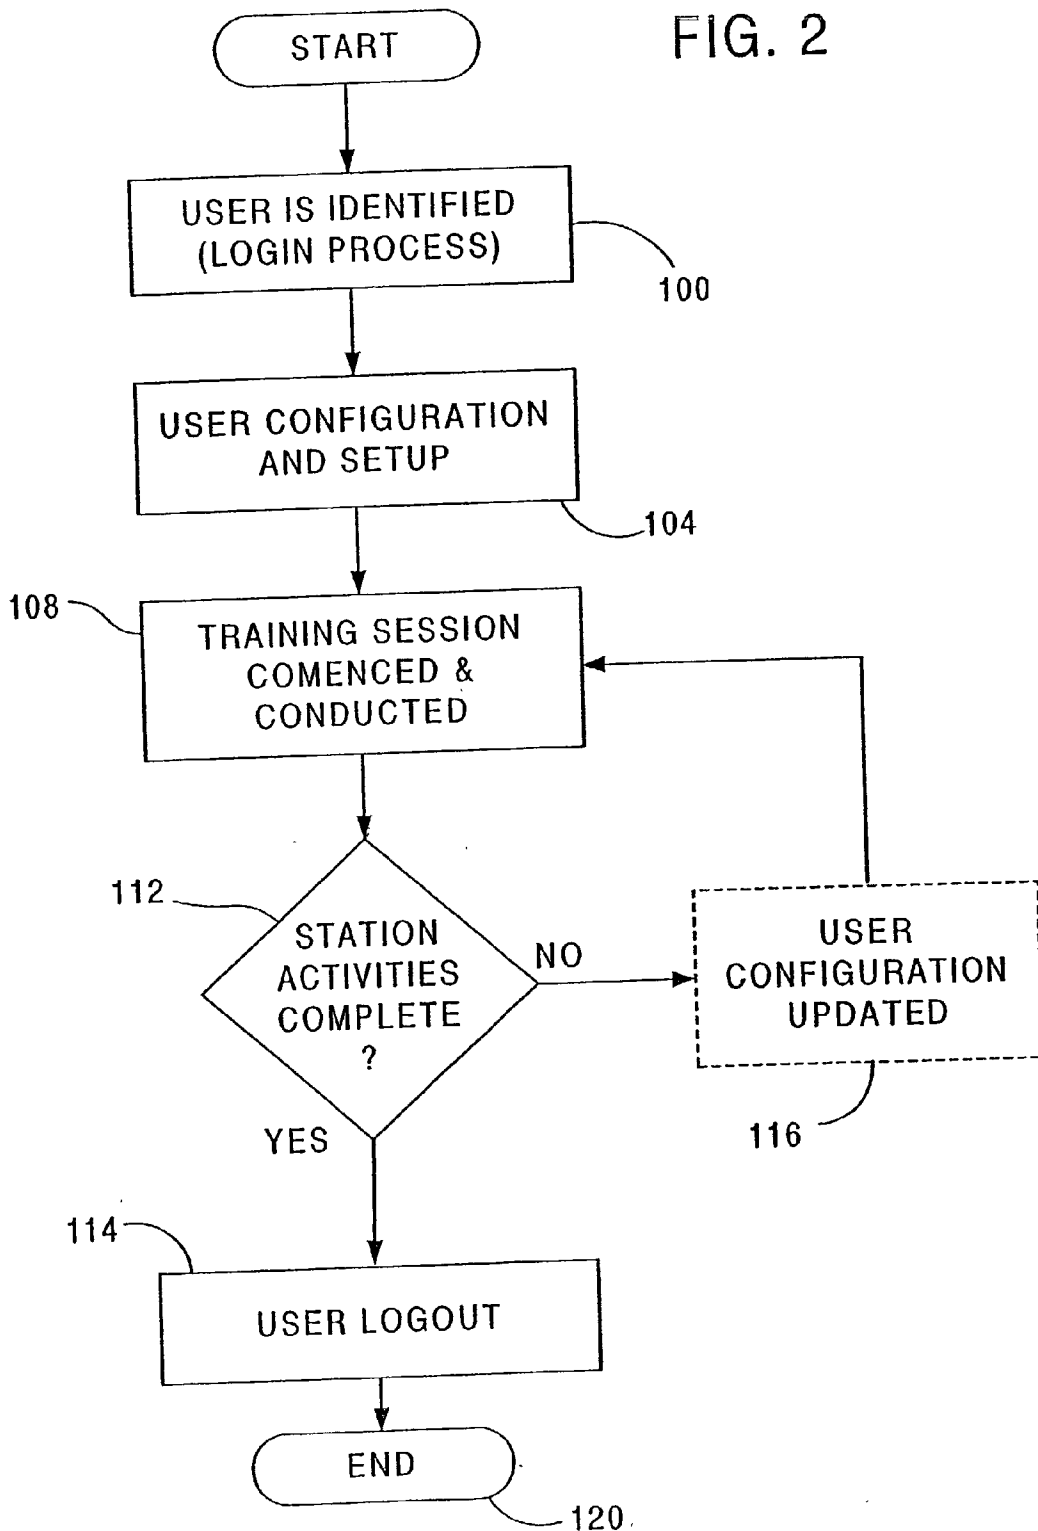 START
FIG. 2
USER IS IDENTIFIED
(LOGIN PROCESS)
100
USER CONFIGURATION
AND SETUP
104
108
TRAINING SESSION
COMENCED &
CONDUCTED
112
STATION
ACTIVITIES
COMPLETE
?
NO
USER
CONFIGURATION
UPDATED
116
YES
114
USER LOGOUT
END
120